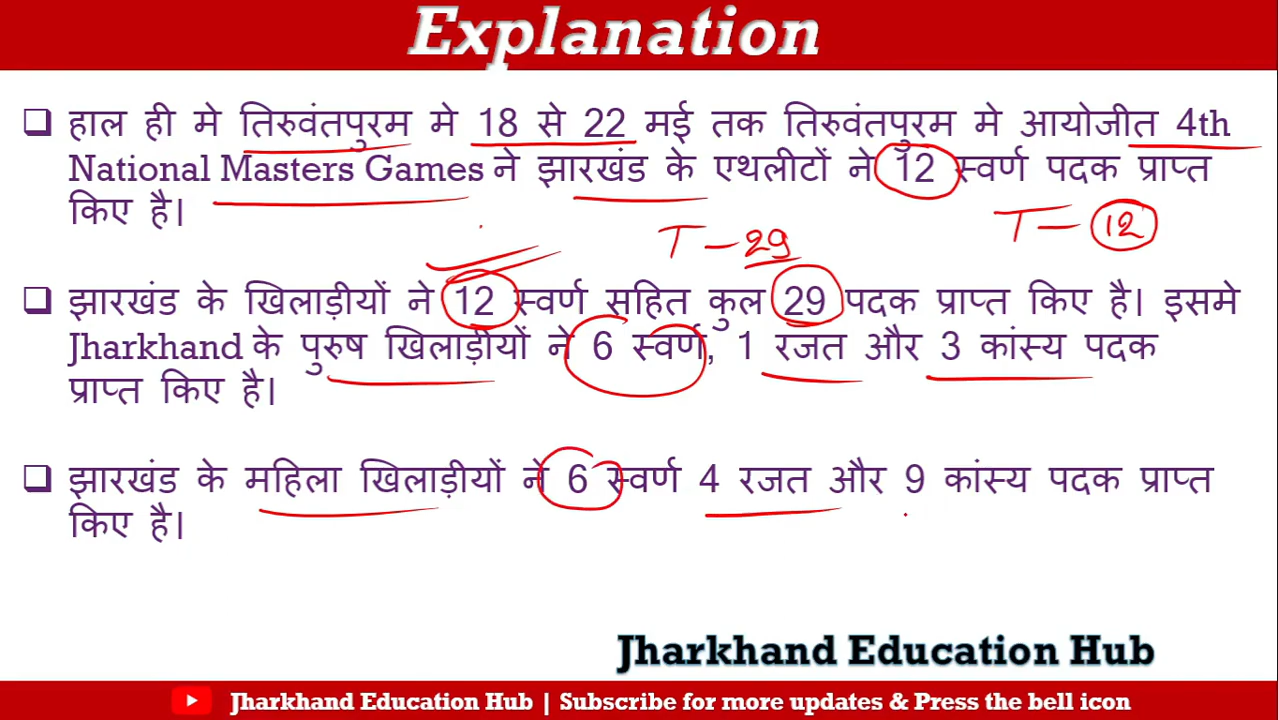 Explanation
❑ हाल ही मे तिरुवंतपुरम मे 18 से 22 मई तक तिरुवंतपुरम मे आयोजीत 4th
National Masters Games ने झारखंड के एथलीटों ने 12 स्वर्ण पदक प्राप्त
किए है।
T - 29 T - 12
❑ झारखंड के खिलाड़ीयों ने 12 स्वर्ण सहित कुल 29 पदक प्राप्त किए है। इसमे
Jharkhand के पुरुष खिलाड़ीयों ने 6 स्वर्ण, 1 रजत और 3 कांस्य पदक
प्राप्त किए है।
❑ झारखंड के महिला खिलाड़ीयों ने 6 स्वर्ण 4 रजत और 9 कांस्य पदक प्राप्त
किए है।
Jharkhand Education Hub
Jharkhand Education Hub | Subscribe for more updates & Press the bell icon